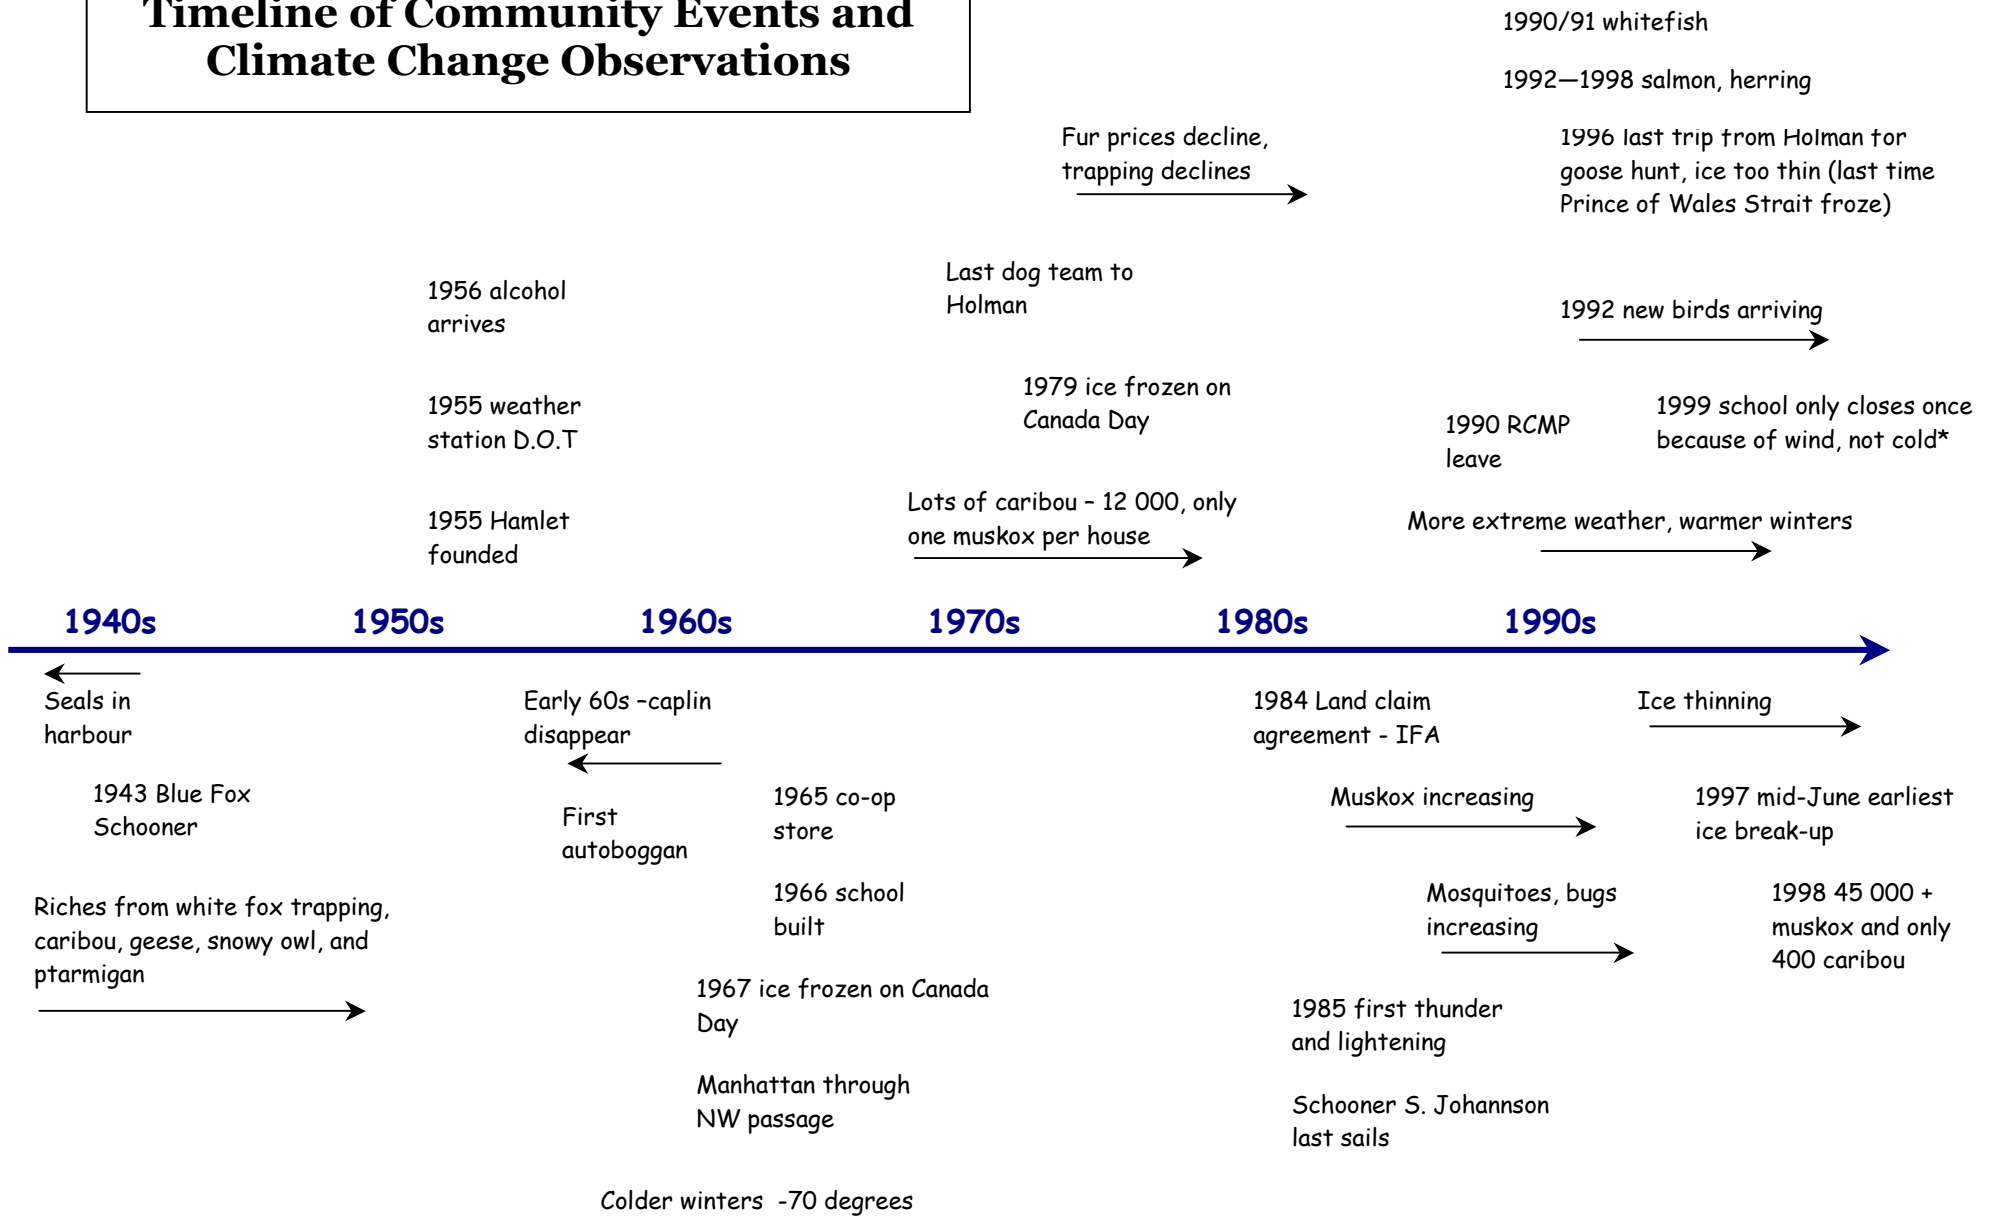 Timeline of Community Events and
Climate Change Observations
1990/91 whitefish
1992—1998 salmon, herring
Fur prices decline,
trapping declines
1996 last trip from Holman for
goose hunt, ice too thin (last time
Prince of Wales Strait froze)
Last dog team to
Holman
1956 alcohol
arrives
1992 new birds arriving
1979 ice frozen on
Canada Day
1955 weather
station D.O.T
1990 RCMP
leave
1999 school only closes once
because of wind, not cold*
Lots of caribou – 12 000, only
one muskox per house
1955 Hamlet
founded
More extreme weather, warmer winters
1940s
1950s
1960s
1970s
1980s
1990s
Seals in
harbour
Early 60s –caplin
disappear
1984 Land claim
agreement - IFA
Ice thinning
1943 Blue Fox
Schooner
First
autoboggan
1965 co-op
store
Muskox increasing
1997 mid-June earliest
ice break-up
Riches from white fox trapping,
caribou, geese, snowy owl, and
ptarmigan
1966 school
built
Mosquitoes, bugs
increasing
1998 45 000 +
muskox and only
400 caribou
1967 ice frozen on Canada
Day
1985 first thunder
and lightening
Manhattan through
NW passage
Schooner S. Johannson
last sails
Colder winters  -70 degrees